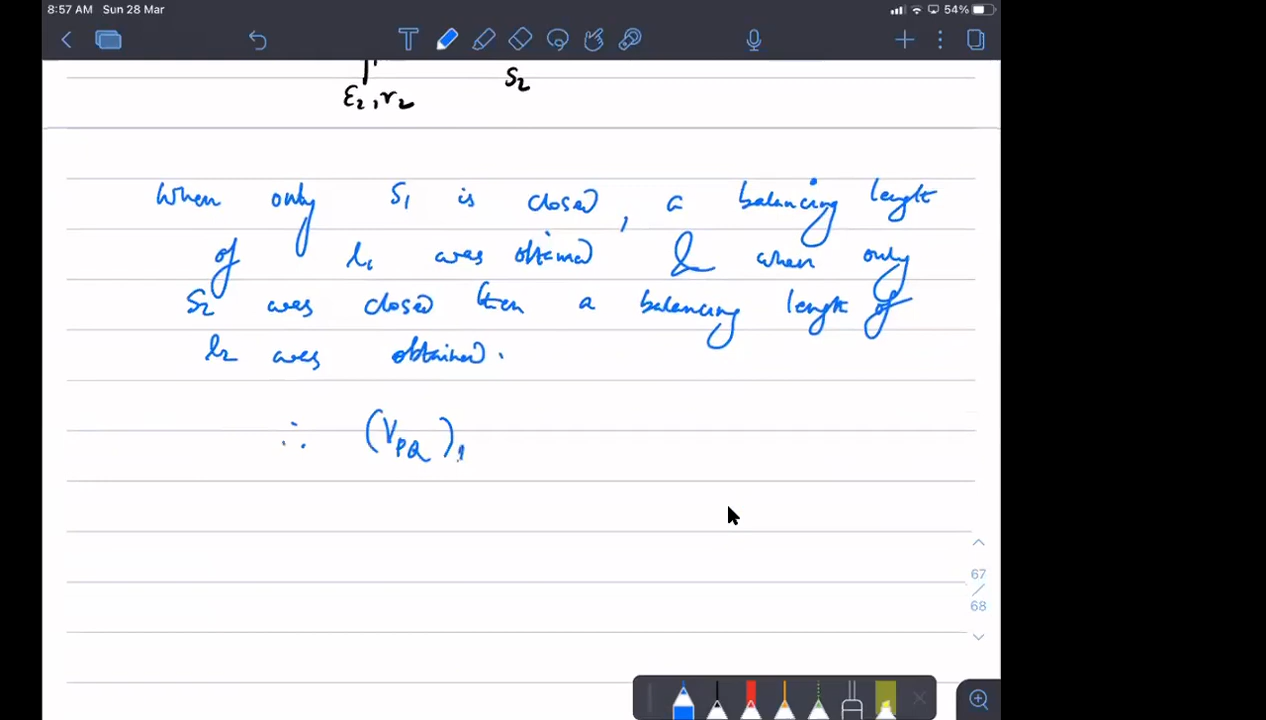 8:57 AM Sun 28 Mar
54%
T
ε₂, r₂
S₂
When only S₁ is closed, a balancing length
of l₁ was obtained & when only
S₂ was closed then a balancing length of
l₂ was obtained.
∴ (V_PQ)₁
67
/
68